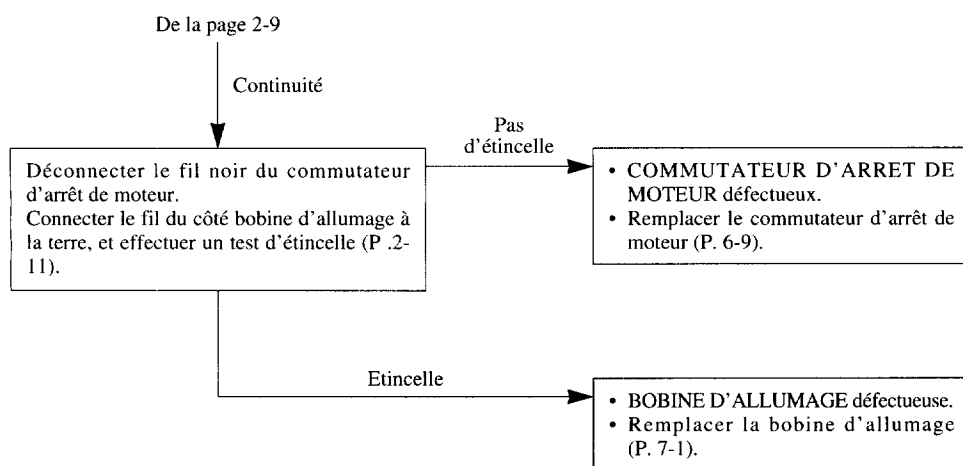 De la page 2-9
Continuité
Pas
d'étincelle
Déconnecter le fil noir du commutateur
d'arrêt de moteur.
Connecter le fil du côté bobine d'allumage à
la terre, et effectuer un test d'étincelle (P .2-
11).
• COMMUTATEUR D'ARRET DE
MOTEUR défectueux.
• Remplacer le commutateur d'arrêt de
moteur (P. 6-9).
Etincelle
• BOBINE D'ALLUMAGE défectueuse.
• Remplacer la bobine d'allumage
(P. 7-1).